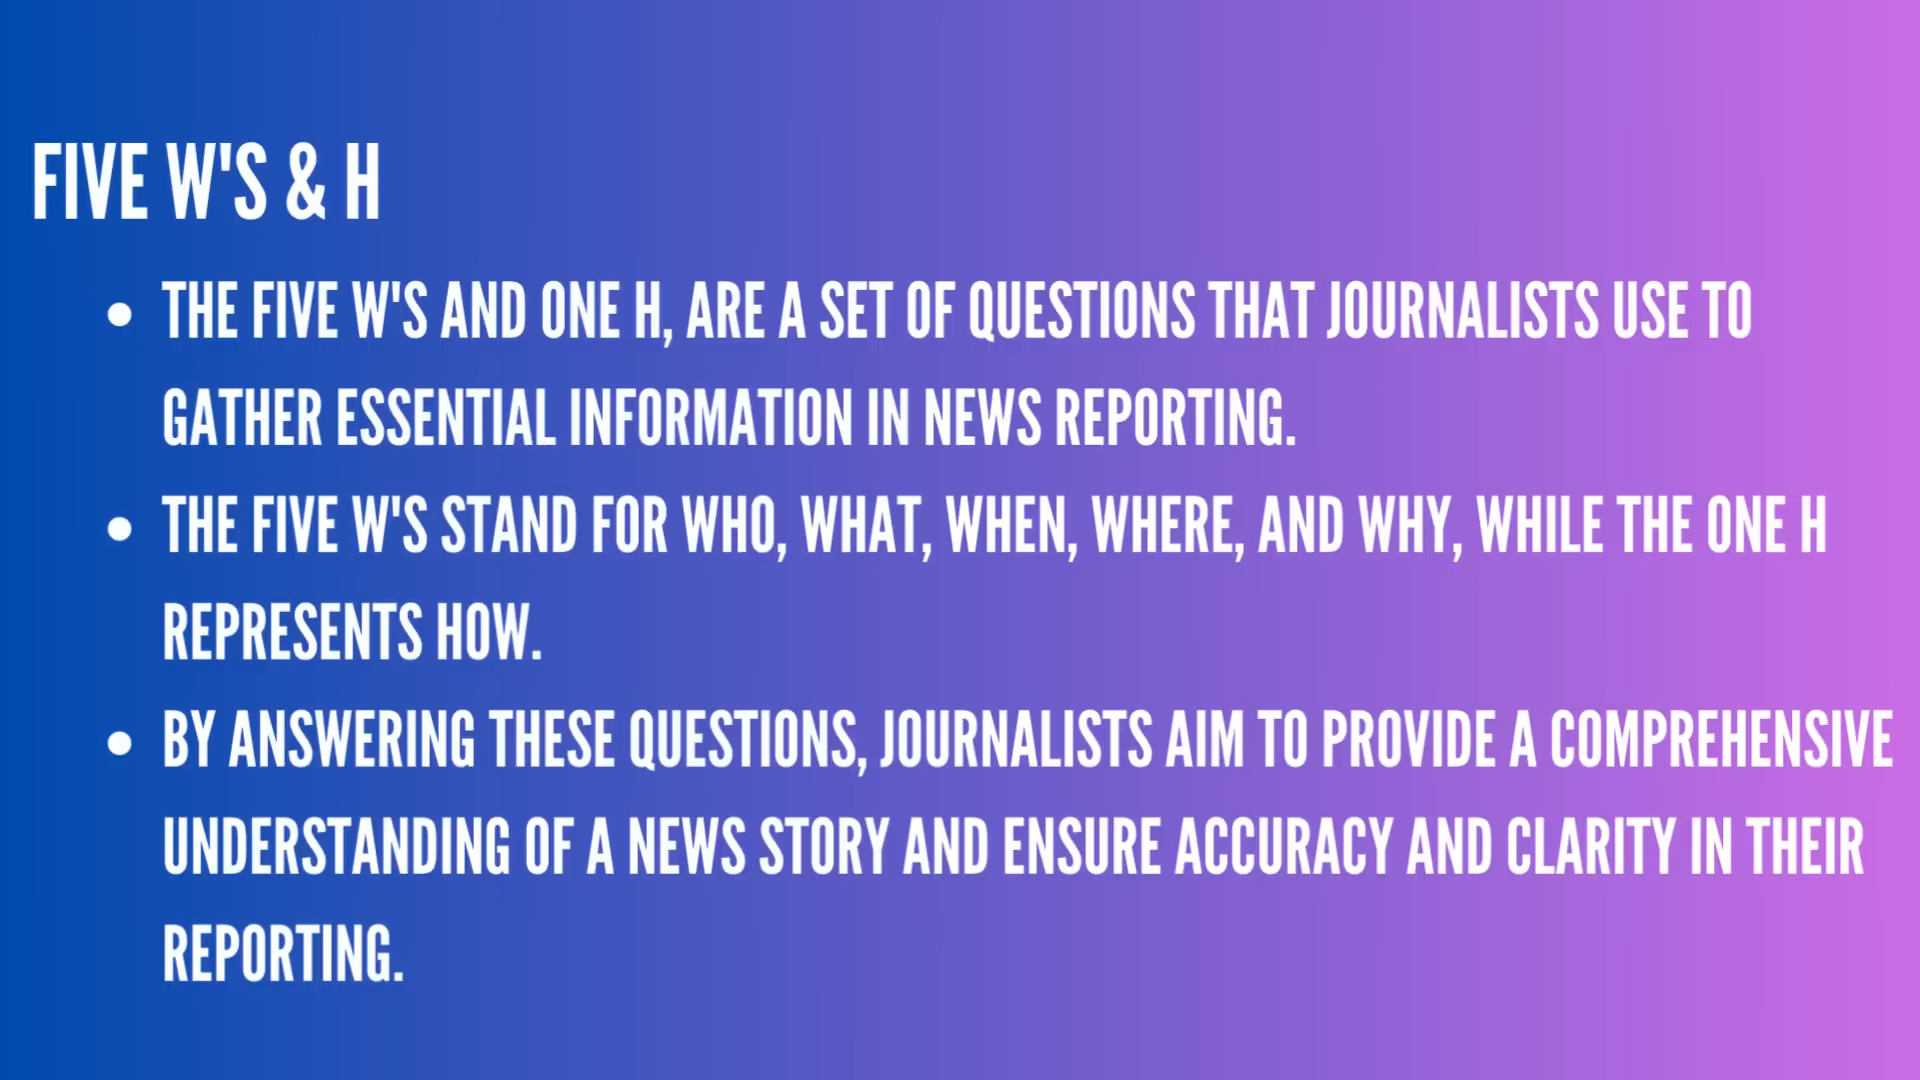 FIVE W'S & H
• THE FIVE W'S AND ONE H, ARE A SET OF QUESTIONS THAT JOURNALISTS USE TO
GATHER ESSENTIAL INFORMATION IN NEWS REPORTING.
• THE FIVE W'S STAND FOR WHO, WHAT, WHEN, WHERE, AND WHY, WHILE THE ONE H
REPRESENTS HOW.
• BY ANSWERING THESE QUESTIONS, JOURNALISTS AIM TO PROVIDE A COMPREHENSIVE
UNDERSTANDING OF A NEWS STORY AND ENSURE ACCURACY AND CLARITY IN THEIR
REPORTING.